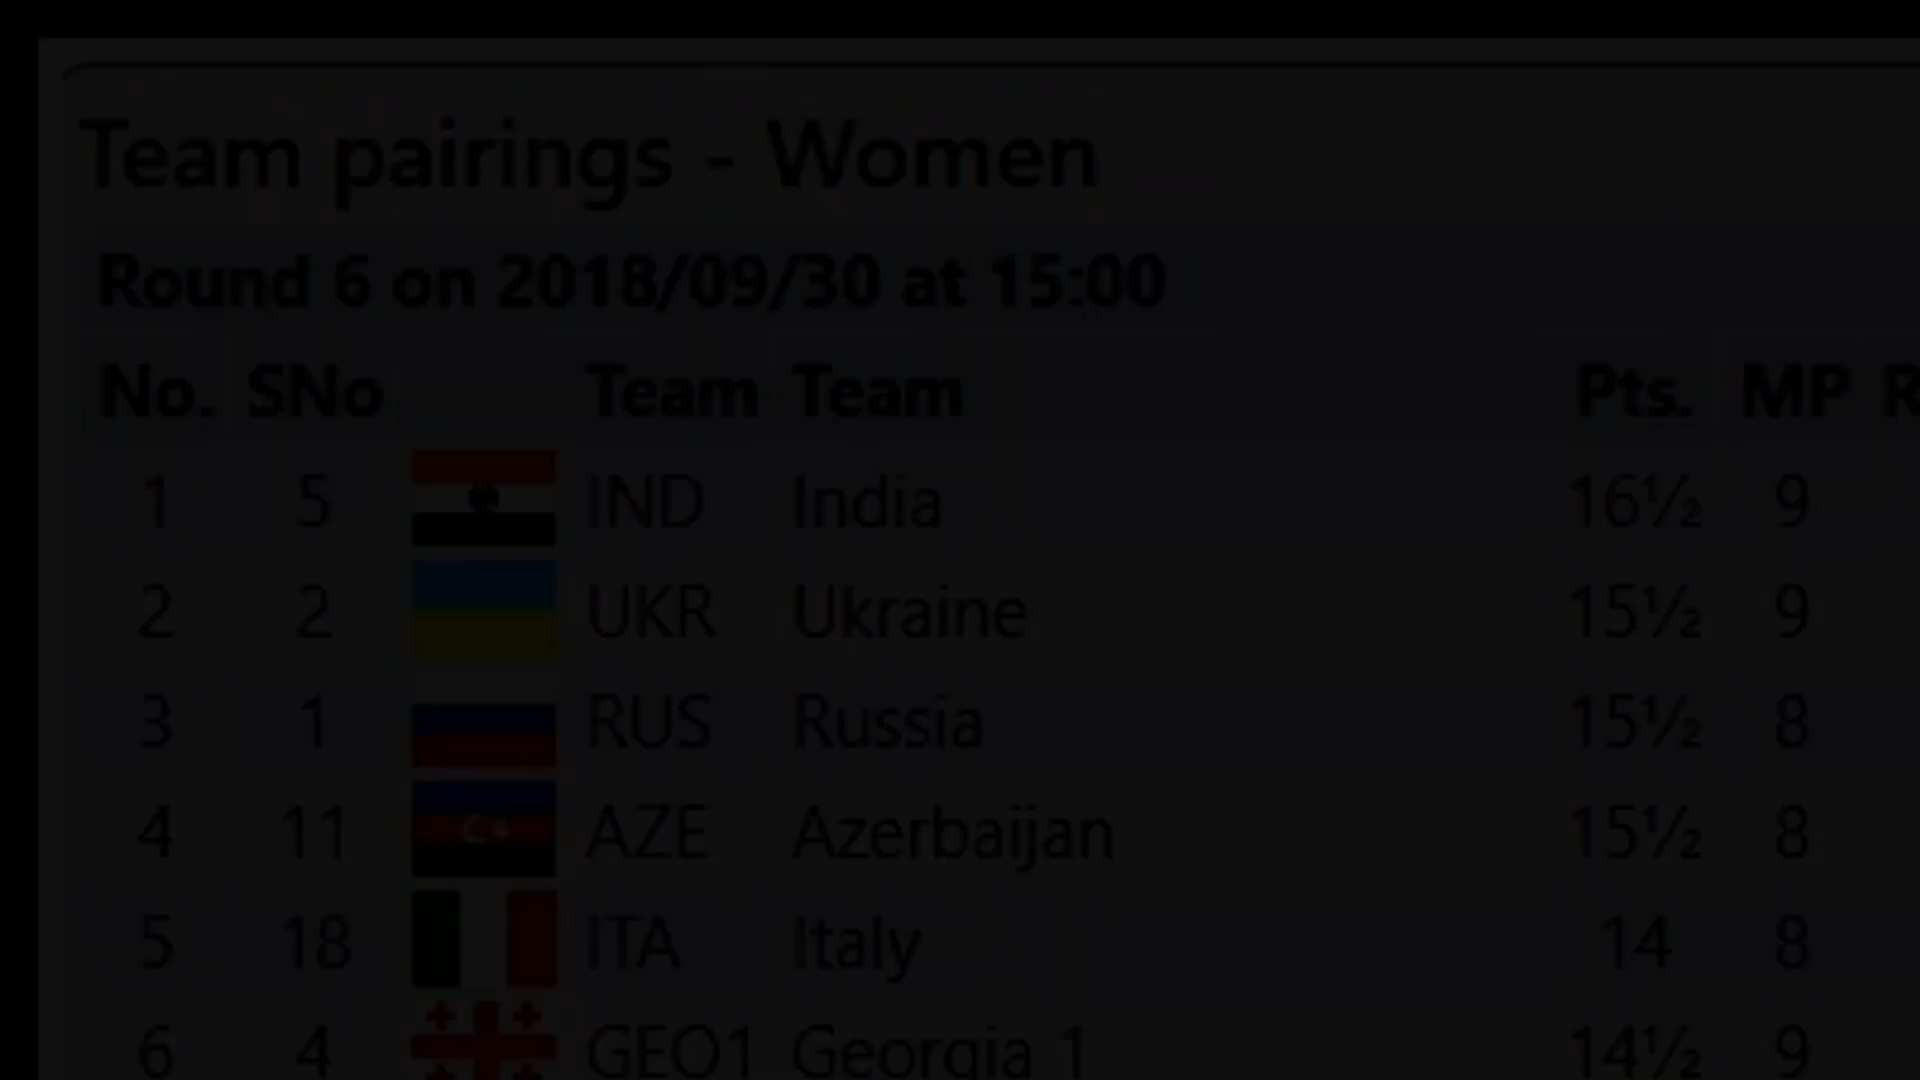 Team pairings - Women
Round 6 on 2018/09/30 at 15:00
No. SNo Team Team Pts. MP R
1 5 IND India 16½ 9
2 2 UKR Ukraine 15½ 9
3 1 RUS Russia 15½ 8
4 11 AZE Azerbaijan 15½ 8
5 18 ITA Italy 14 8
6 4 GEO1 Georgia 1 14½ 9